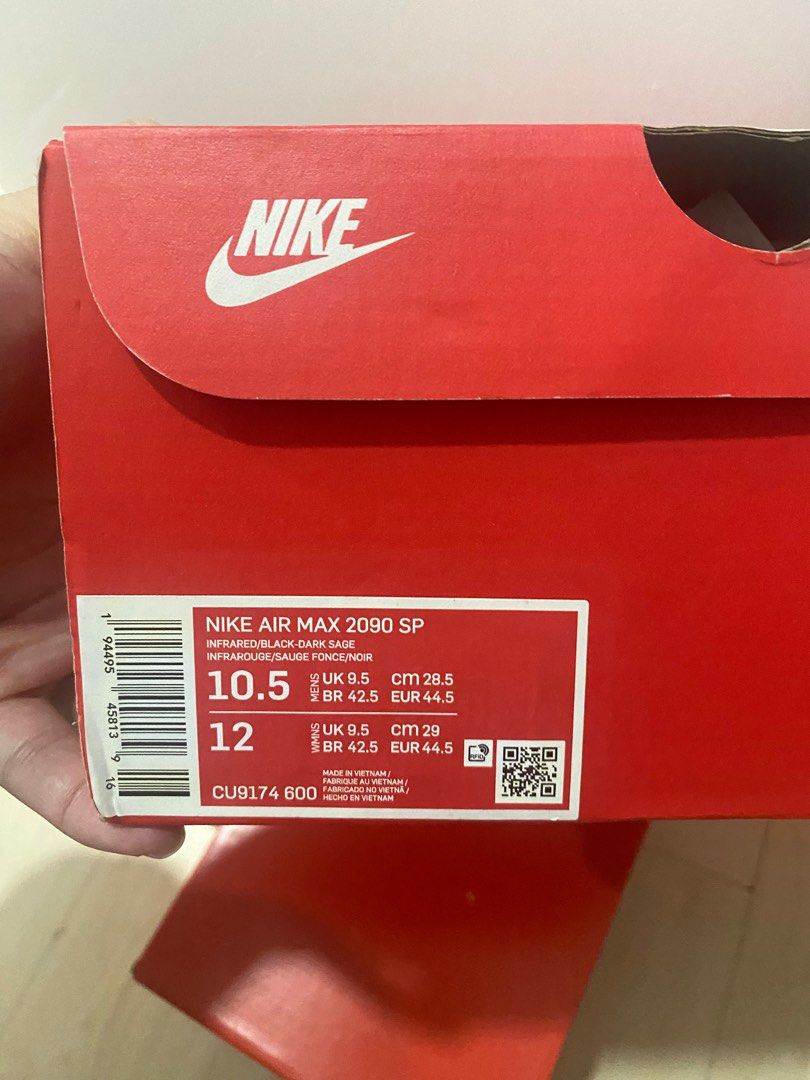 NIKE
NIKE AIR MAX 2090 SP
INFRARED/BLACK-DARK SAGE
INFRAROUGE/SAUGE FONCE/NOIR
10.5 MENS UK 9.5 CM 28.5
BR 42.5 EUR 44.5
12 WMNS UK 9.5 CM 29
BR 42.5 EUR 44.5
RFID
CU9174 600
MADE IN VIETNAM /
FABRIQUE AU VIETNAM /
FABRICADO NO VIETNÃ /
HECHO EN VIETNAM
1 94495 45813 9 16